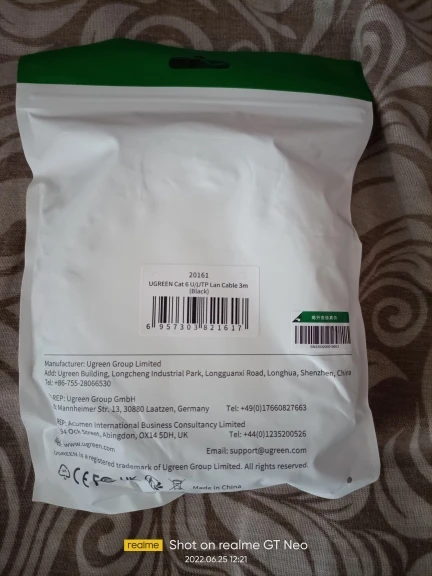 20161
UGREEN Cat 6 U/UTP Lan Cable 3m
(Black)
6 957303 821617
Manufacturer: Ugreen Group Limited
Add: Ugreen Building, Longcheng Industrial Park, Longguanxi Road, Longhua, Shenzhen, China
Tel: +86-755-28066530
REP: Ugreen Group GmbH
Mannheimer Str. 13, 30880 Laatzen, Germany Tel: +49(0)17660827663
REP: Acumen International Business Consultancy Limited
34 Ock Street, Abingdon, OX14 5DH, UK Tel: +44(0)1235200526
www.ugreen.com Email: support@ugreen.com
is a registered trademark of Ugreen Group Limited. All rights reserved.
CE Made in China
realme Shot on realme GT Neo
2022.06.25 12:21